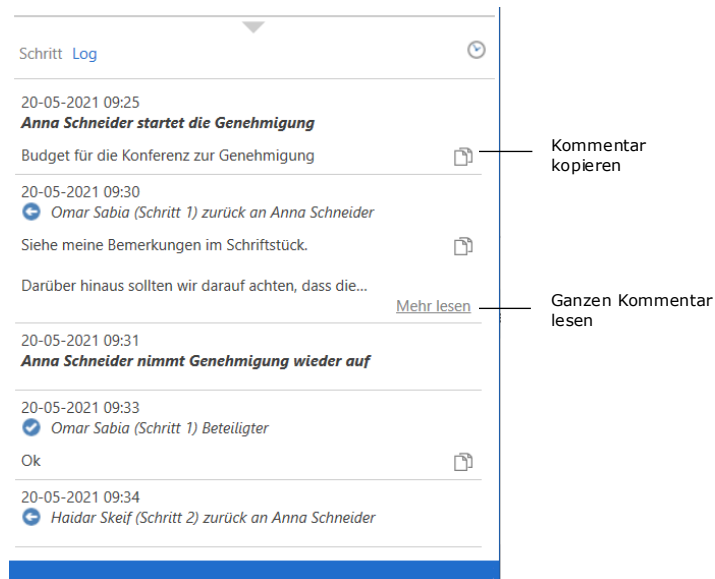 Schritt Log
20-05-2021 09:25
Anna Schneider startet die Genehmigung
Budget für die Konferenz zur Genehmigung
Kommentar
kopieren
20-05-2021 09:30
Omar Sabia (Schritt 1) zurück an Anna Schneider
Siehe meine Bemerkungen im Schriftstück.
Darüber hinaus sollten wir darauf achten, dass die...
Mehr lesen
Ganzen Kommentar
lesen
20-05-2021 09:31
Anna Schneider nimmt Genehmigung wieder auf
20-05-2021 09:33
Omar Sabia (Schritt 1) Beteiligter
Ok
20-05-2021 09:34
Haidar Skeif (Schritt 2) zurück an Anna Schneider